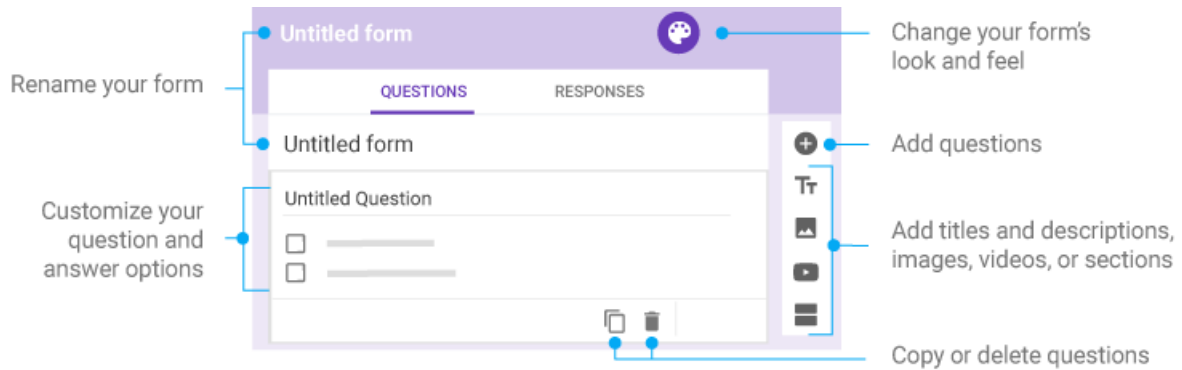 Untitled form
Change your form's
look and feel
Rename your form
QUESTIONS RESPONSES
Untitled form
Add questions
Tт
Untitled Question
Customize your
question and
answer options
Add titles and descriptions,
images, videos, or sections
Copy or delete questions